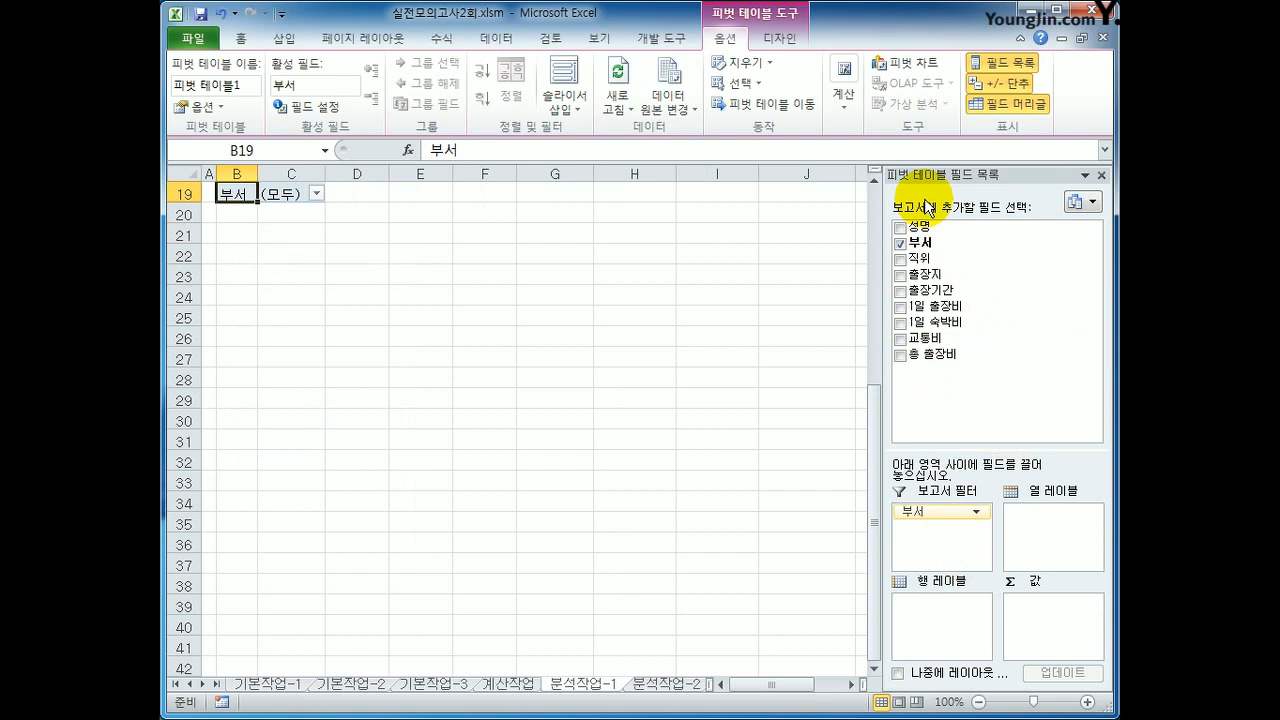 실전모의고사2회.xlsm - Microsoft Excel
피벗 테이블 도구
YoungJin.com Y.
파일 홈 삽입 페이지 레이아웃 수식 데이터 검토 보기 개발 도구 옵션 디자인
피벗 테이블 이름:
피벗 테이블1
옵션
피벗 테이블
활성 필드:
부서
필드 설정
활성 필드
그룹 선택
그룹 해제
그룹 필드
그룹
정렬
슬라이서
삽입
정렬 및 필터
새로
고침
데이터
원본 변경
데이터
지우기
선택
피벗 테이블 이동
동작
계산
피벗 차트
OLAP 도구
가상 분석
도구
필드 목록
+/- 단추
필드 머리글
표시
B19 fx 부서
A B C D E F G H I J
19 부서 (모두)
20
21
22
23
24
25
26
27
28
29
30
31
32
33
34
35
36
37
38
39
40
41
42
피벗 테이블 필드 목록
보고서에 추가할 필드 선택:
성명
부서
직위
출장지
출장기간
1일 출장비
1일 숙박비
교통비
총 출장비
아래 영역 사이에 필드를 끌어
놓으십시오.
보고서 필터 열 레이블
부서
행 레이블 Σ 값
나중에 레이아웃 ... 업데이트
기본작업-1 기본작업-2 기본작업-3 계산작업 분석작업-1 분석작업-2
준비 100%